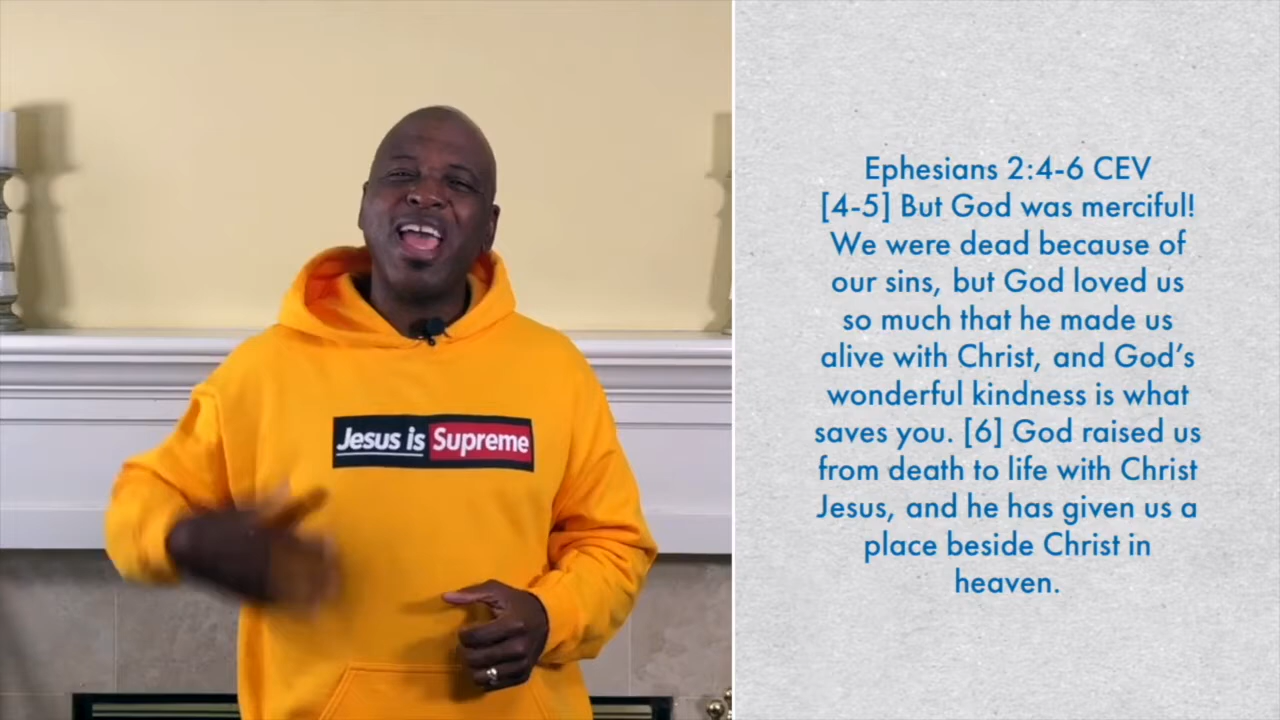 Jesus is Supreme
Ephesians 2:4-6 CEV
[4-5] But God was merciful!
We were dead because of
our sins, but God loved us
so much that he made us
alive with Christ, and God’s
wonderful kindness is what
saves you. [6] God raised us
from death to life with Christ
Jesus, and he has given us a
place beside Christ in
heaven.